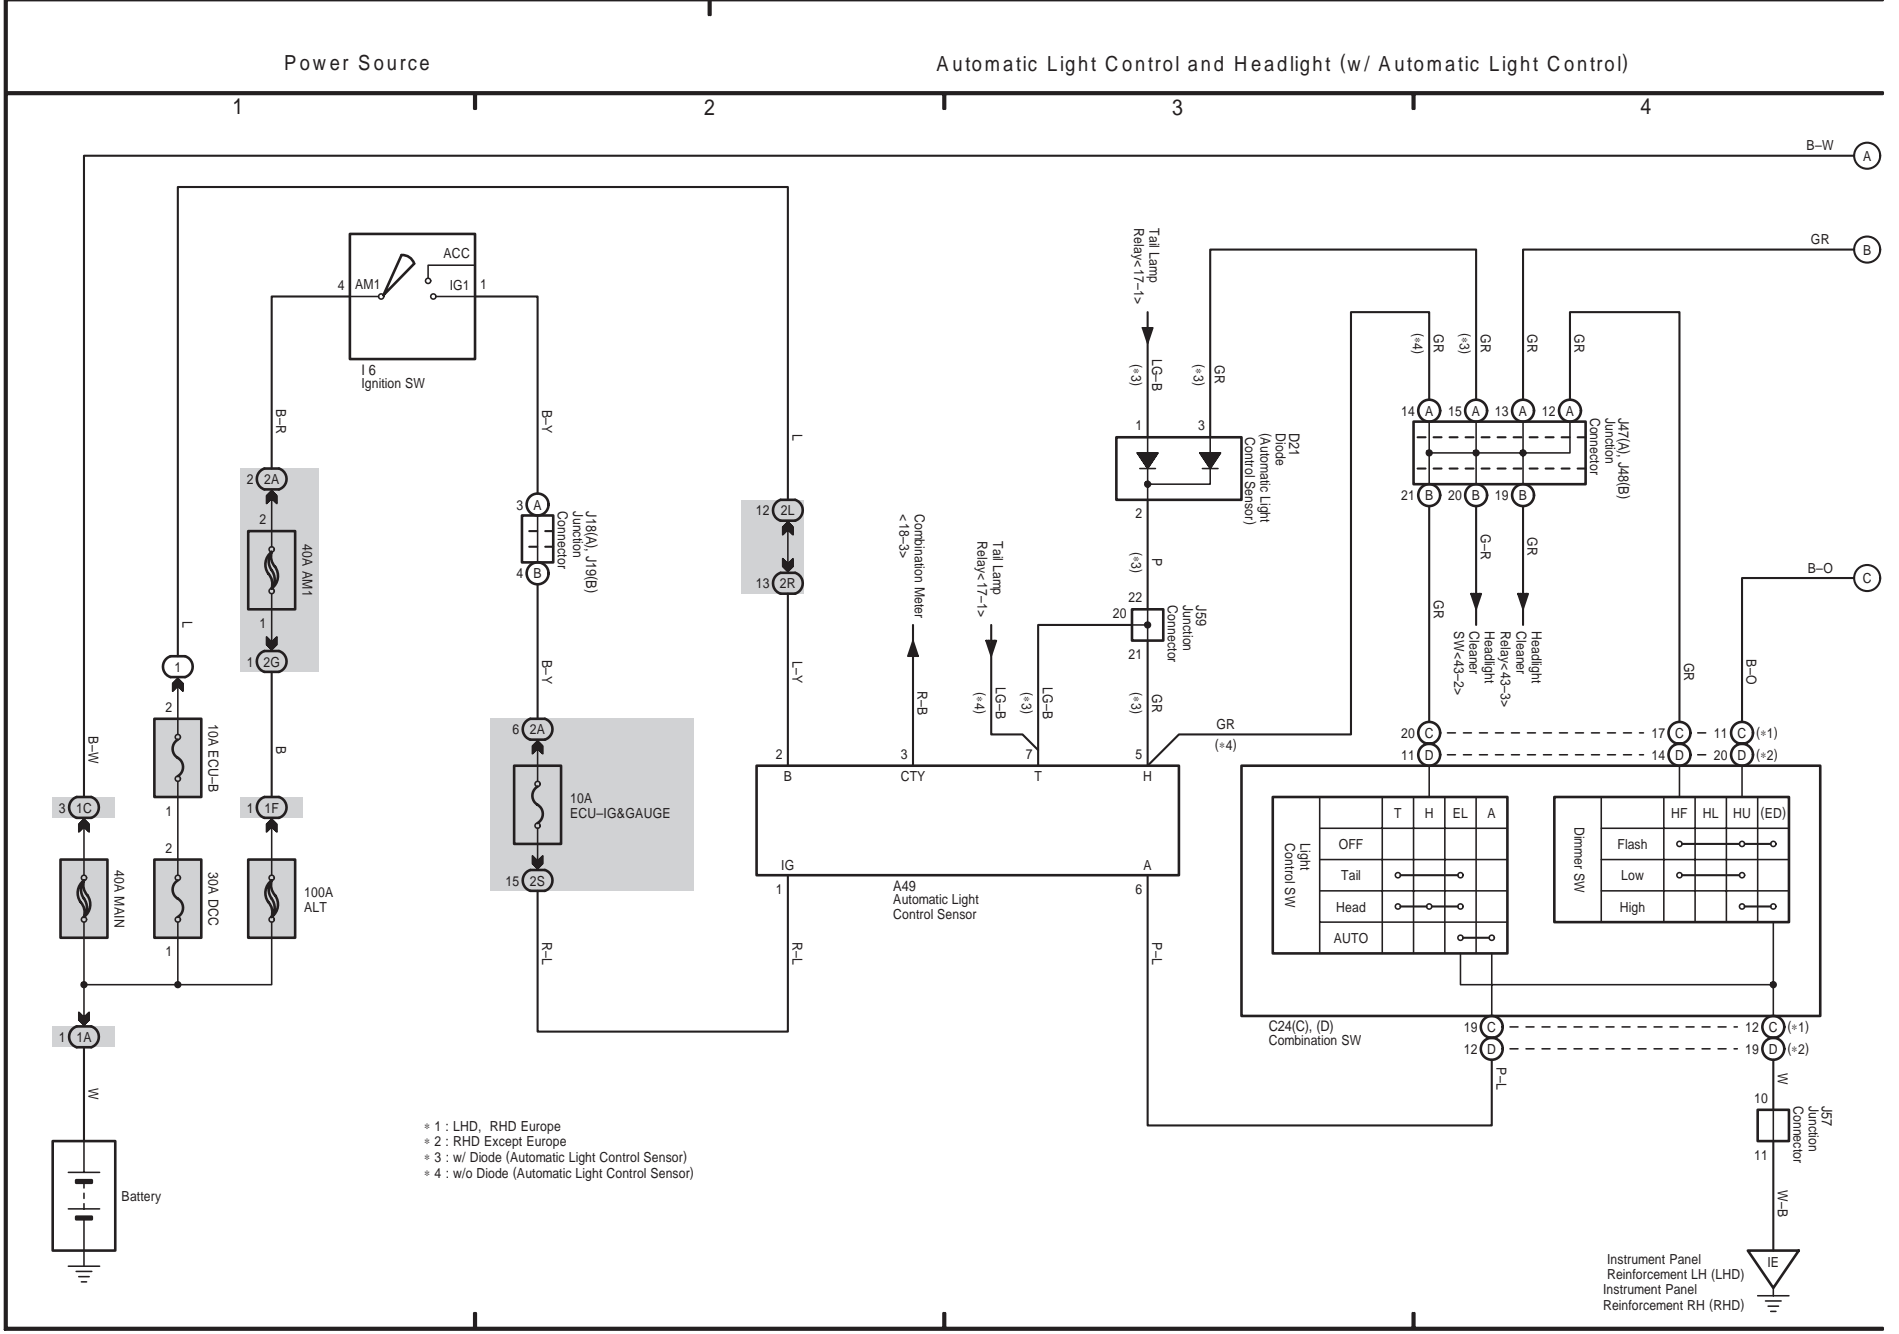 Power Source
Automatic Light Control and Headlight (w/ Automatic Light Control)
1
2
3
4
B–W
A
GR
B
B–O
C
ACC
4
AM1
IG1
1
I 6
Ignition SW
B–R
B–Y
L
2
2A
2
40A AM1
1
1
2G
3
A
J18(A), J19(B)
Junction
Connector
4
B
12
2L
13
2R
L
1
2
10A ECU–B
1
B
B–Y
L–Y
B–W
3
1C
1
1F
2
30A DCC
1
40A MAIN
100A
ALT
6
2A
10A
ECU–IG&GAUGE
15
2S
R–L
R–L
1
1A
W
Battery
Combination Meter
<18–3>
R–B
Tail Lamp
Relay<17–1>
LG–B
(*4)
LG–B
(*3)
Tail Lamp
Relay<17–1>
LG–B
(*3)
GR
(*3)
1
3
D21
Diode
(Automatic Light
Control Sensor)
2
P
(*3)
22
20
J59
Junction
Connector
21
GR
(*3)
GR
(*4)
2
3
7
5
B
CTY
T
H
IG
A
1
6
A49
Automatic Light
Control Sensor
P–L
GR
(*4)
GR
(*3)
GR
GR
14
A
15
A
13
A
12
A
J47(A), J48(B)
Junction
Connector
21
B
20
B
19
B
GR
G–R
GR
Headlight
Cleaner
SW<43–2>
Headlight
Cleaner
Relay<43–3>
GR
B–O
20
C
17
C
11
C
(*1)
11
D
14
D
20
D
(*2)
Light
Control SW
T
H
EL
A
OFF
Tail
Head
AUTO
Dimmer SW
HF
HL
HU
(ED)
Flash
Low
High
C24(C), (D)
Combination SW
19
C
12
C
(*1)
12
D
19
D
(*2)
P–L
W
10
J57
Junction
Connector
11
W–B
IE
Instrument Panel
Reinforcement LH (LHD)
Instrument Panel
Reinforcement RH (RHD)
* 1 : LHD, RHD Europe
* 2 : RHD Except Europe
* 3 : w/ Diode (Automatic Light Control Sensor)
* 4 : w/o Diode (Automatic Light Control Sensor)